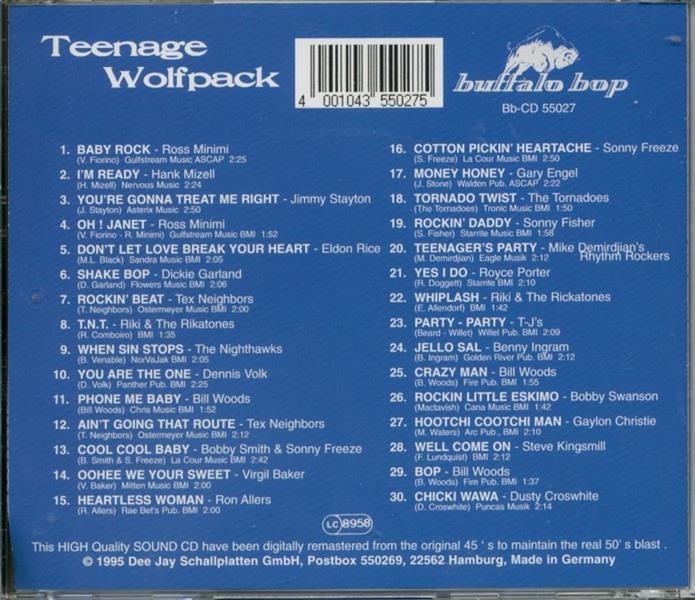 Teenage
Wolfpack
4 001043 550275
buffalo bop
Bb-CD 55027
1. BABY ROCK - Ross Minimi
(V. Fiorino) Gulfstream Music ASCAP 2:25
2. I'M READY - Hank Mizell
(H. Mizell) Nervous Music 2:24
3. YOU'RE GONNA TREAT ME RIGHT - Jimmy Stayton
(J. Stayton) Asterix Music 2:50
4. OH ! JANET - Ross Minimi
(V. Fiorino - R. Minimi) Gulfstream Music BMI 1:52
5. DON'T LET LOVE BREAK YOUR HEART - Eldon Rice
(M.L. Black) Sandra Music BMI 2:05
6. SHAKE BOP - Dickie Garland
(D. Garland) Flowers Music BMI 2:06
7. ROCKIN' BEAT - Tex Neighbors
(T. Neighbors) Ostermeyer Music BMI 2:00
8. T.N.T. - Riki & The Rikatones
(R. Comboiro) BMI 1:35
9. WHEN SIN STOPS - The Nighthawks
(B. Venable) NorVaJak BMI 2:05
10. YOU ARE THE ONE - Dennis Volk
(D. Volk) Panther Pub. BMI 2:25
11. PHONE ME BABY - Bill Woods
(Bill Woods) Chris Music BMI 1:52
12. AIN'T GOING THAT ROUTE - Tex Neighbors
(T. Neighbors) Ostermeyer Music BMI 2:12
13. COOL COOL BABY - Bobby Smith & Sonny Freeze
(B. Smith & S. Freeze) La Cour Music BMI 2:42
14. OOHEE WE YOUR SWEET - Virgil Baker
(V. Baker) Mitten Music BMI 2:00
15. HEARTLESS WOMAN - Ron Allers
(R. Allers) Rae Bet's Pub. BMI 2:00
16. COTTON PICKIN' HEARTACHE - Sonny Freeze
(S. Freeze) La Cour Music BMI 2:50
17. MONEY HONEY - Gary Engel
(J. Stone) Walden Pub. ASCAP 2:22
18. TORNADO TWIST - The Tornadoes
(The Tornadoes) Tronic Music BMI 1:50
19. ROCKIN' DADDY - Sonny Fisher
(S. Fisher) Starrite Music BMI 1:58
20. TEENAGER'S PARTY - Mike Demirdjian's
Rhythm Rockers
(M. Demirdjian) Eagle Musik 2:12
21. YES I DO - Royce Porter
(R. Doggett) Starrite BMI 2:10
22. WHIPLASH - Riki & The Rickatones
(E. Allendorf) BMI 1:42
23. PARTY - PARTY - T-J's
(Beard - Willet) Willet Pub. BMI 2:09
24. JELLO SAL - Benny Ingram
(B. Ingram) Golden River Pub. BMI 2:12
25. CRAZY MAN - Bill Woods
(B. Woods) Fire Pub. BMI 1:55
26. ROCKIN LITTLE ESKIMO - Bobby Swanson
(Mactavish) Cana Music BMI 1:42
27. HOOTCHI COOTCHI MAN - Gaylon Christie
(M. Waters) Arc Pub., BMI 2:10
28. WELL COME ON - Steve Kingsmill
(F. Lundquist) BMI 2:12
29. BOP - Bill Woods
(B. Woods) Fire Pub. BMI 1:37
30. CHICKI WAWA - Dusty Croswhite
(D. Croswhite) Puncas Musik 2:14
LC 8958
This HIGH Quality SOUND CD have been digitally remastered from the original 45 ' s to maintain the real 50' s blast .
© 1995 Dee Jay Schallplatten GmbH, Postbox 550269, 22562 Hamburg, Made in Germany